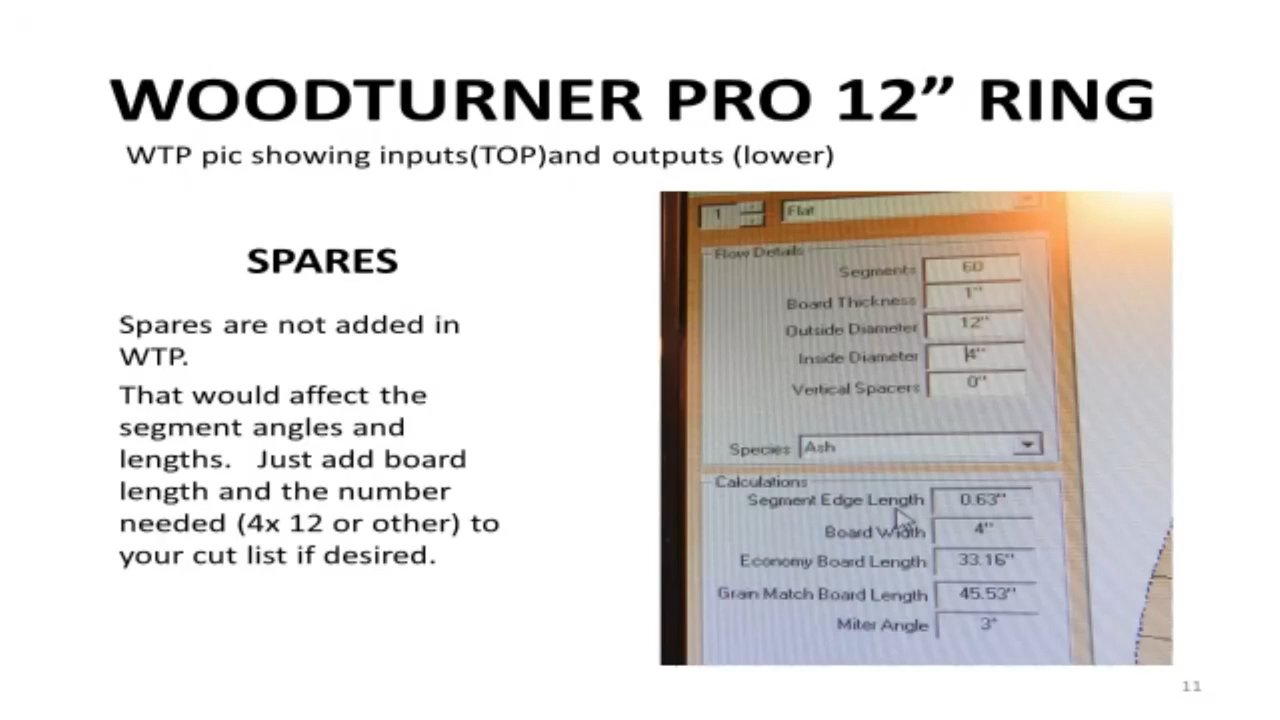 WOODTURNER PRO 12” RING
WTP pic showing inputs(TOP)and outputs (lower)
SPARES
Spares are not added in
WTP.
That would affect the
segment angles and
lengths. Just add board
length and the number
needed (4x 12 or other) to
your cut list if desired.
1 Flat
Row Details
Segments 60
Board Thickness 1"
Outside Diameter 12"
Inside Diameter 4"
Vertical Spacers 0"
Species Ash
Calculations
Segment Edge Length 0.63"
Board Width 4"
Economy Board Length 33.16"
Grain Match Board Length 45.53"
Miter Angle 3°
11